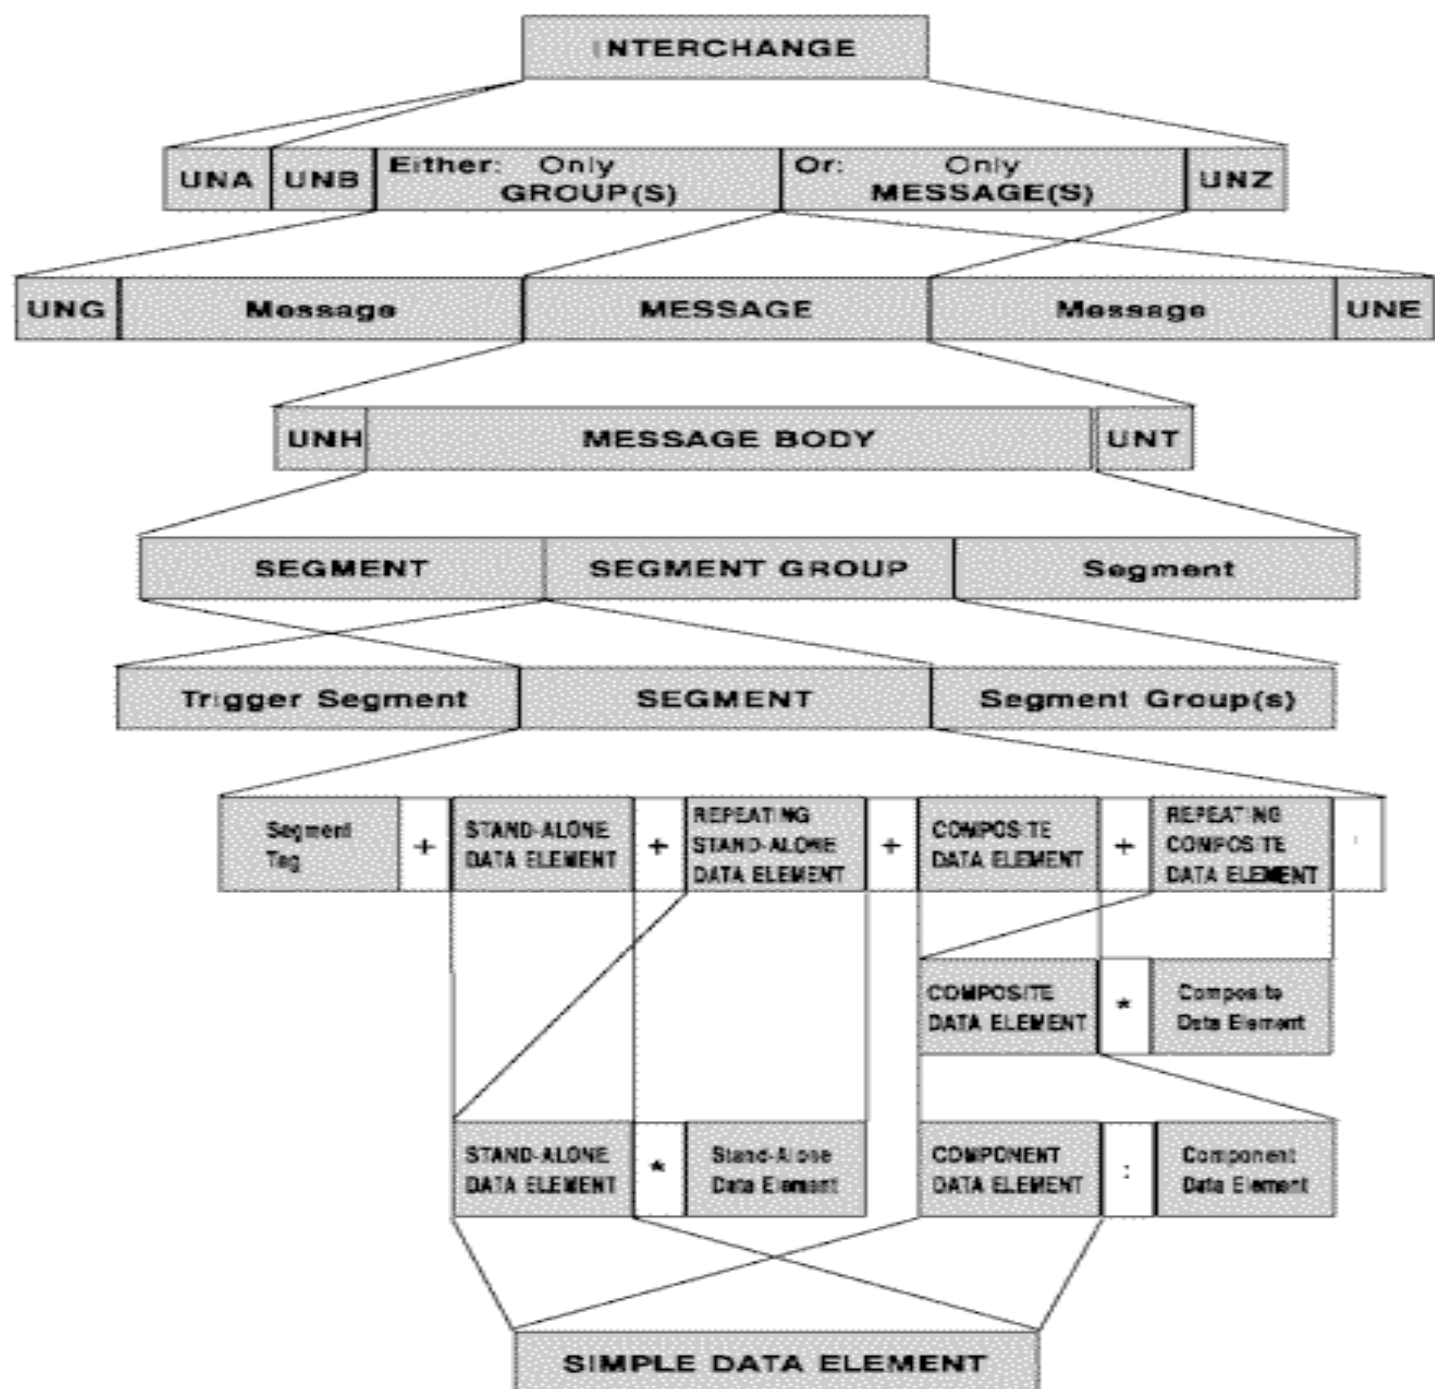 INTERCHANGE
UNA UNB Either: Only GROUP(S) Or: Only MESSAGE(S) UNZ
UNG Message MESSAGE Message UNE
UNH MESSAGE BODY UNT
SEGMENT SEGMENT GROUP Segment
Trigger Segment SEGMENT Segment Group(s)
Segment Tag
+
STAND-ALONE DATA ELEMENT
+
REPEATING STAND-ALONE DATA ELEMENT
+
COMPOSITE DATA ELEMENT
+
REPEATING COMPOSITE DATA ELEMENT
'
COMPOSITE DATA ELEMENT
*
Composite Data Element
STAND-ALONE DATA ELEMENT
*
Stand-Alone Data Element
COMPONENT DATA ELEMENT
:
Component Data Element
SIMPLE DATA ELEMENT